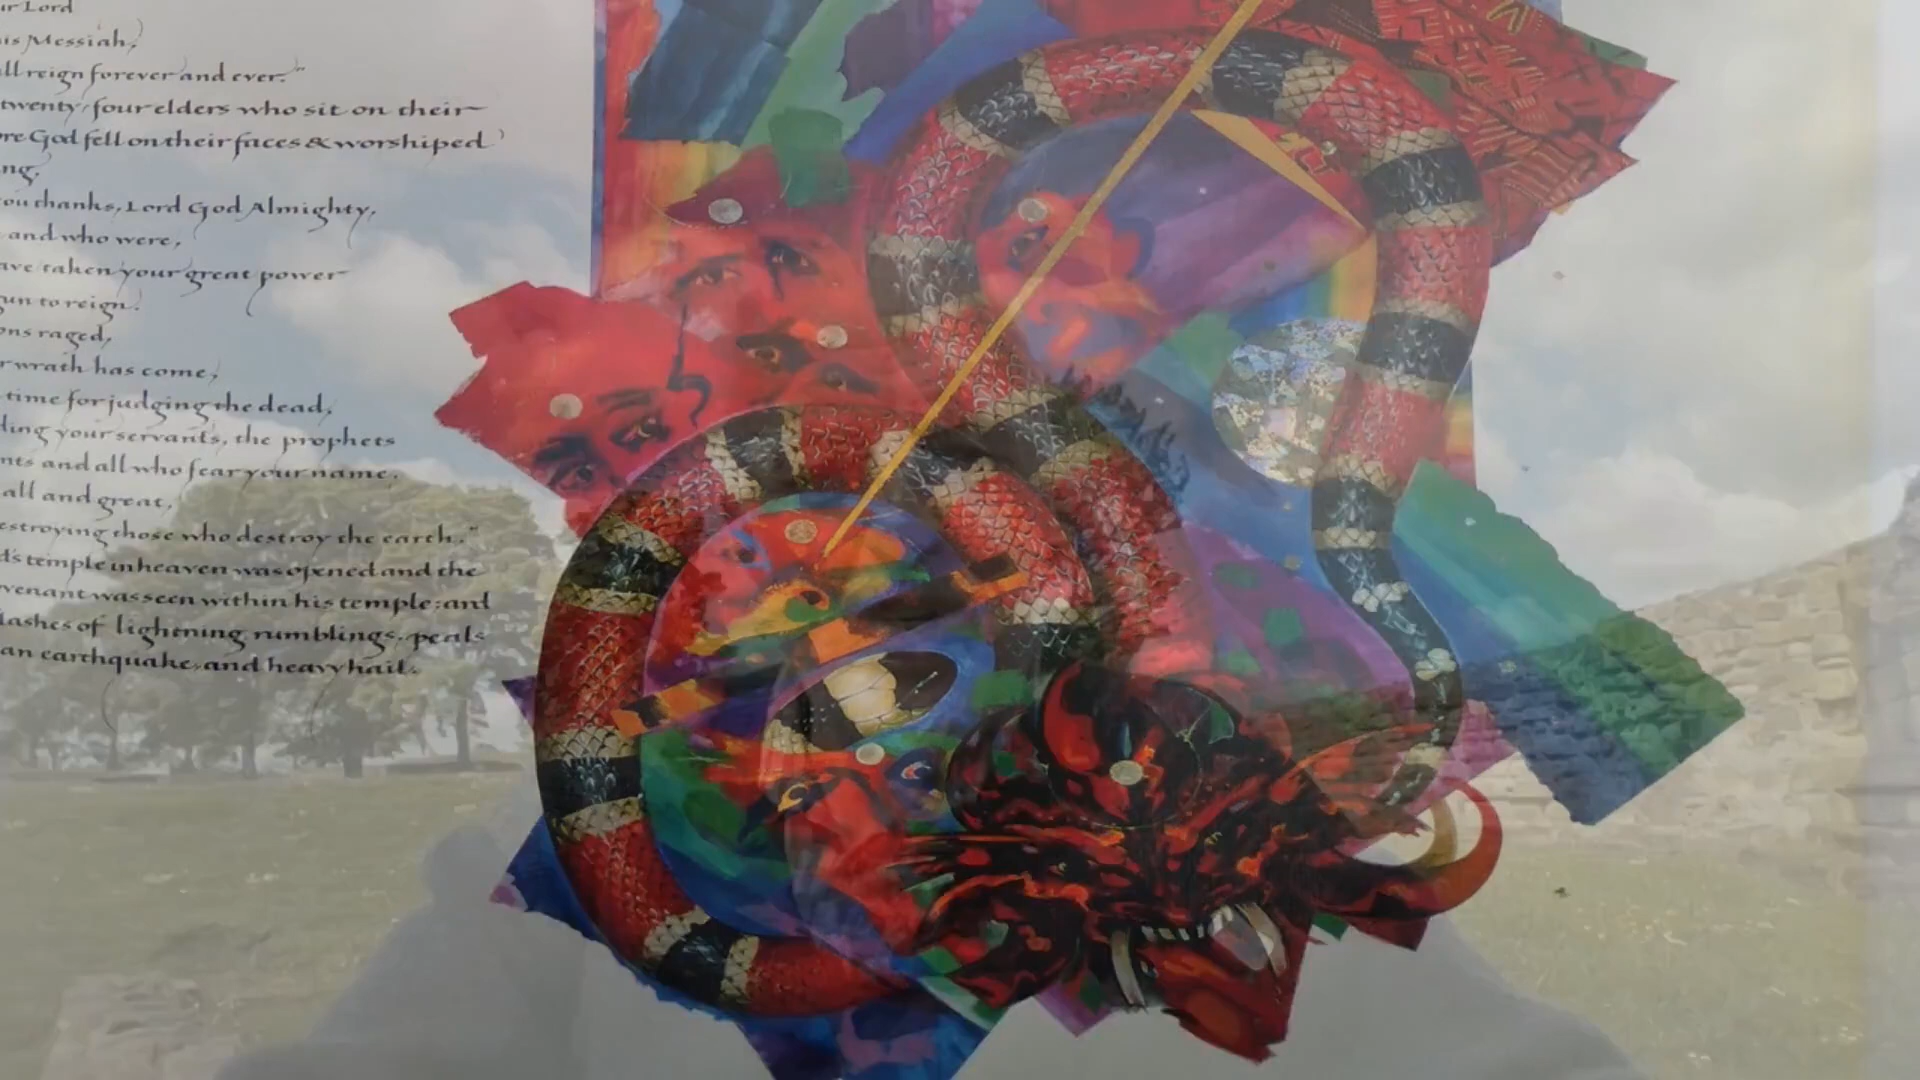 ur Lord
is Messiah,
ll reign forever and ever."
twenty-four elders who sit on their
re God fell on their faces & worshiped
ng,
ou thanks, Lord God Almighty,
and who were,
ave taken your great power
un to reign.
ons raged,
r wrath has come,
time for judging the dead,
ding your servants, the prophets
nts and all who fear your name,
all and great,
estroying those who destroy the earth."
d's temple in heaven was opened and the
venant was seen within his temple: and
lashes of lightning, rumblings, peals
an earthquake, and heavy hail.